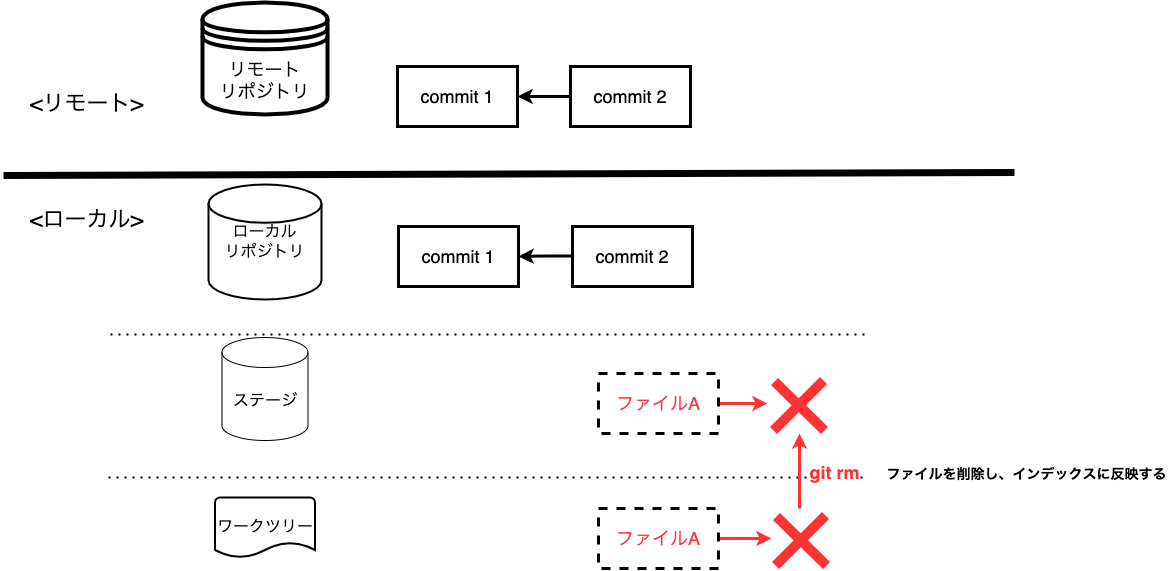 リモート
リポジトリ
<リモート>
commit 1
commit 2
<ローカル>
ローカル
リポジトリ
commit 1
commit 2
ステージ
ファイルA
git rm.
ファイルを削除し、インデックスに反映する
ワークツリー
ファイルA